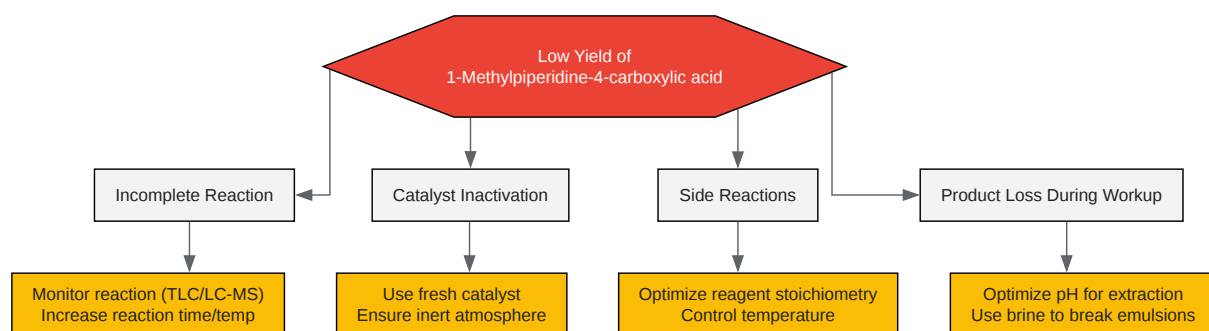 Low Yield of
1-Methylpiperidine-4-carboxylic acid
Incomplete Reaction
Catalyst Inactivation
Side Reactions
Product Loss During Workup
Monitor reaction (TLC/LC-MS)
Increase reaction time/temp
Use fresh catalyst
Ensure inert atmosphere
Optimize reagent stoichiometry
Control temperature
Optimize pH for extraction
Use brine to break emulsions